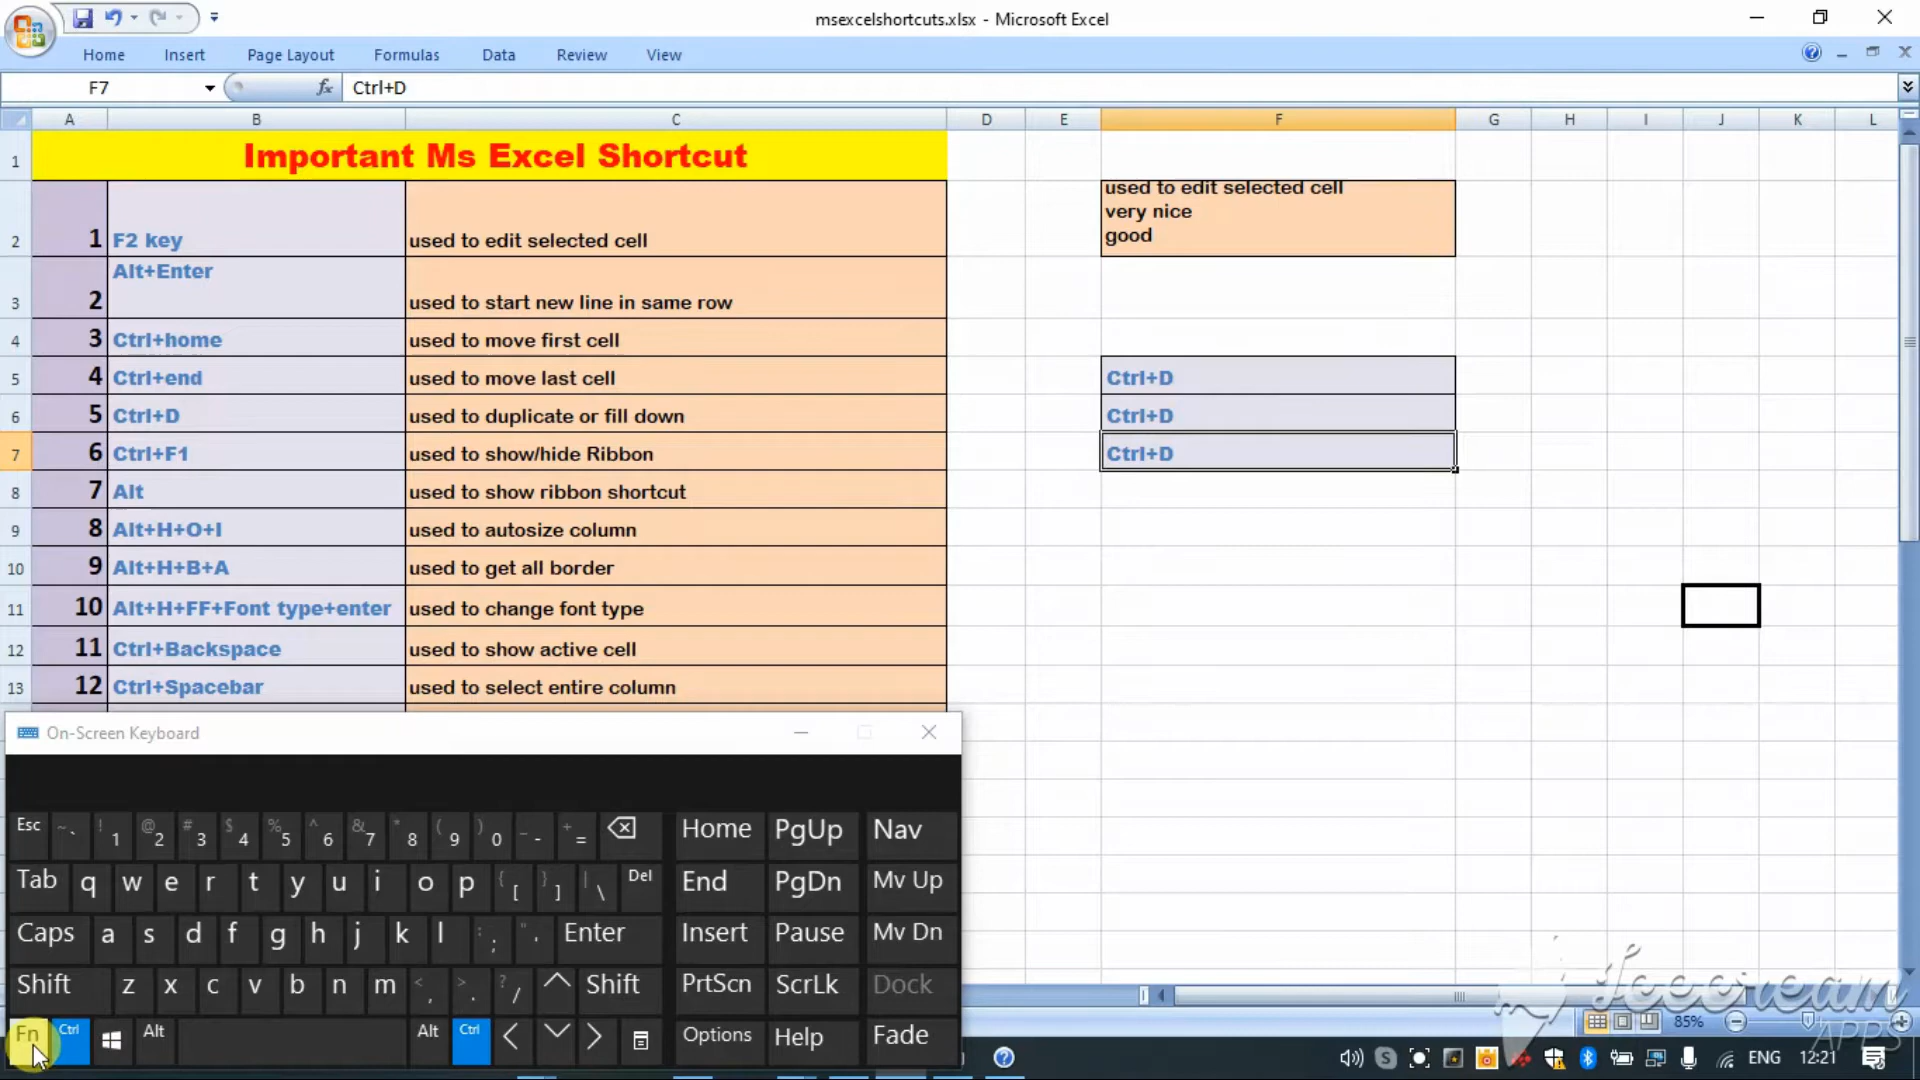 msexcelshortcuts.xlsx - Microsoft Excel
Home Insert Page Layout Formulas Data Review View
F7 fx Ctrl+D
A B C D E F G H I J K L
1 Important Ms Excel Shortcut
2 1 F2 key used to edit selected cell
used to edit selected cell
very nice
good
3 2 Alt+Enter used to start new line in same row
4 3 Ctrl+home used to move first cell
5 4 Ctrl+end used to move last cell Ctrl+D
6 5 Ctrl+D used to duplicate or fill down Ctrl+D
7 6 Ctrl+F1 used to show/hide Ribbon Ctrl+D
8 7 Alt used to show ribbon shortcut
9 8 Alt+H+O+I used to autosize column
10 9 Alt+H+B+A used to get all border
11 10 Alt+H+FF+Font type+enter used to change font type
12 11 Ctrl+Backspace used to show active cell
13 12 Ctrl+Spacebar used to select entire column
On-Screen Keyboard
Esc ~ ` ! 1 @ 2 # 3 $ 4 % 5 ^ 6 & 7 * 8 ( 9 ) 0 _ - + = Home PgUp Nav
Tab q w e r t y u i o p { [ } ] | \ Del End PgDn Mv Up
Caps a s d f g h j k l : ; " ' Enter Insert Pause Mv Dn
Shift z x c v b n m < , > . ? / Shift PrtScn ScrLk Dock
Fn Ctrl Alt Alt Ctrl Options Help Fade
85%
Icecream
APPS
ENG 12:21